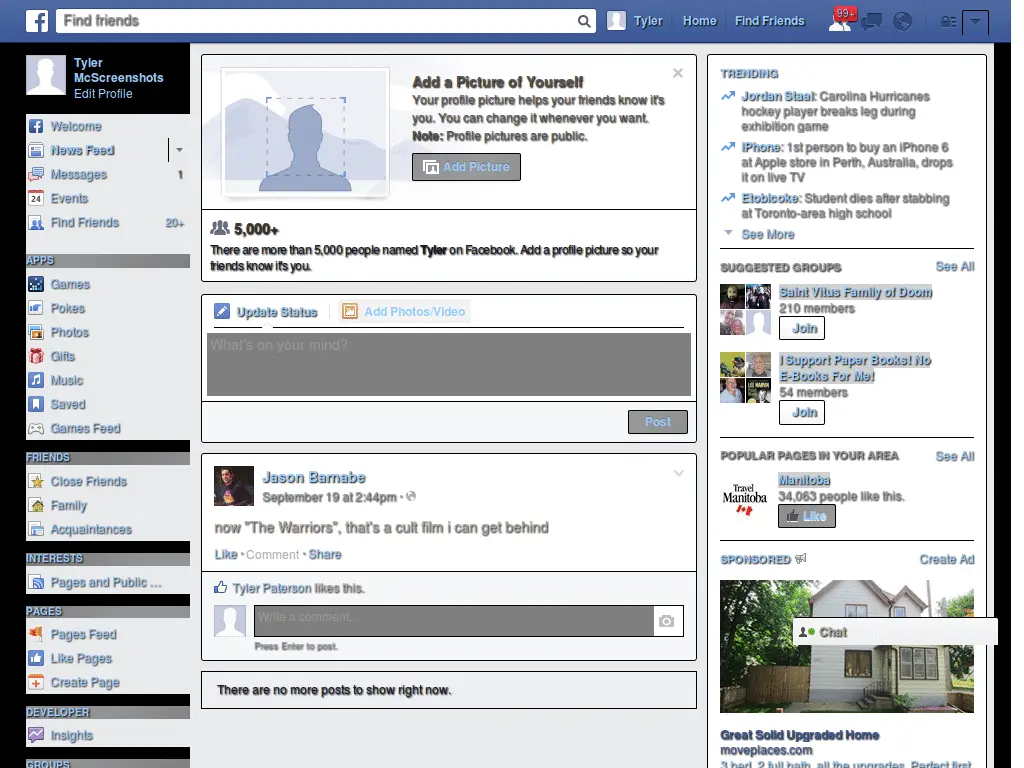 Find friends
Tyler
Home
Find Friends
99+
Tyler
McScreenshots
Edit Profile
Welcome
News Feed
Messages
1
24
Events
Find Friends
20+
APPS
Games
Pokes
Photos
Gifts
Music
Saved
Games Feed
FRIENDS
Close Friends
Family
Acquaintances
INTERESTS
Pages and Public ...
PAGES
Pages Feed
Like Pages
Create Page
DEVELOPER
Insights
GROUPS
Add a Picture of Yourself
Your profile picture helps your friends know it's
you. You can change it whenever you want.
Note: Profile pictures are public.
Add Picture
5,000+
There are more than 5,000 people named Tyler on Facebook. Add a profile picture so your
friends know it's you.
Update Status
Add Photos/Video
What's on your mind?
Post
Jason Barnabe
September 19 at 2:44pm ·
now "The Warriors", that's a cult film i can get behind
Like · Comment · Share
Tyler Paterson likes this.
Write a comment...
Press Enter to post.
There are no more posts to show right now.
TRENDING
Jordan Staal: Carolina Hurricanes
hockey player breaks leg during
exhibition game
IPhone: 1st person to buy an iPhone 6
at Apple store in Perth, Australia, drops
it on live TV
Etobicoke: Student dies after stabbing
at Toronto-area high school
See More
SUGGESTED GROUPS
See All
Saint Vitus Family of Doom
210 members
Join
I Support Paper Books! No
E-Books For Me!
54 members
Join
POPULAR PAGES IN YOUR AREA
See All
Travel
Manitoba
Manitoba
34,063 people like this.
Like
SPONSORED
Create Ad
Chat
Great Solid Upgraded Home
moveplaces.com
3 bed, 2 full bath, all the upgrades. Perfect first